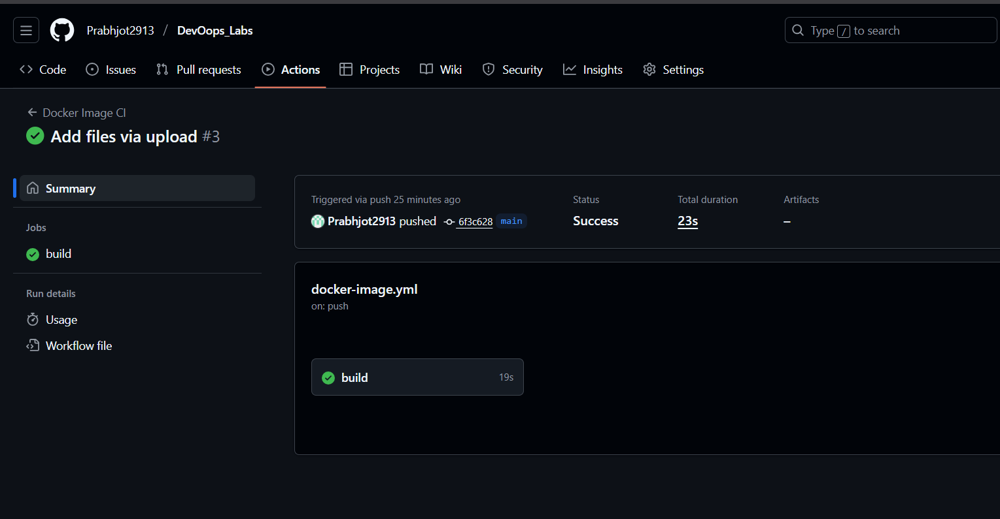 Prabhjot2913 / DevOops_Labs
Type / to search
Code Issues Pull requests Actions Projects Wiki Security Insights Settings
Docker Image CI
Add files via upload #3
Summary
Jobs
build
Run details
Usage
Workflow file
Triggered via push 25 minutes ago
Prabhjot2913 pushed 6f3c628 main
Status
Success
Total duration
23s
Artifacts
–
docker-image.yml
on: push
build 19s